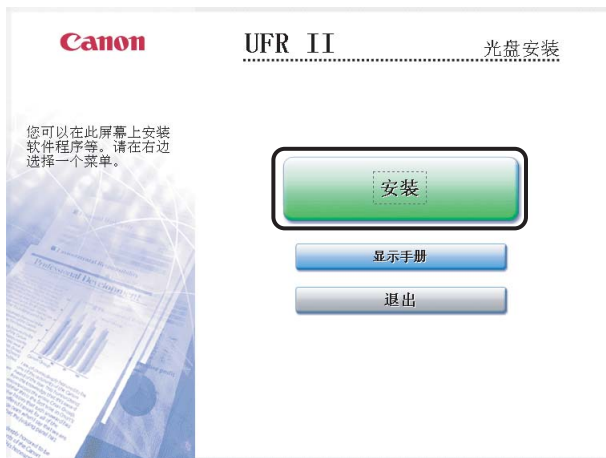 Canon
UFR II
光盘安装
您可以在此屏幕上安装
软件程序等。请在右边
选择一个菜单。
安装
显示手册
退出
Professional Development